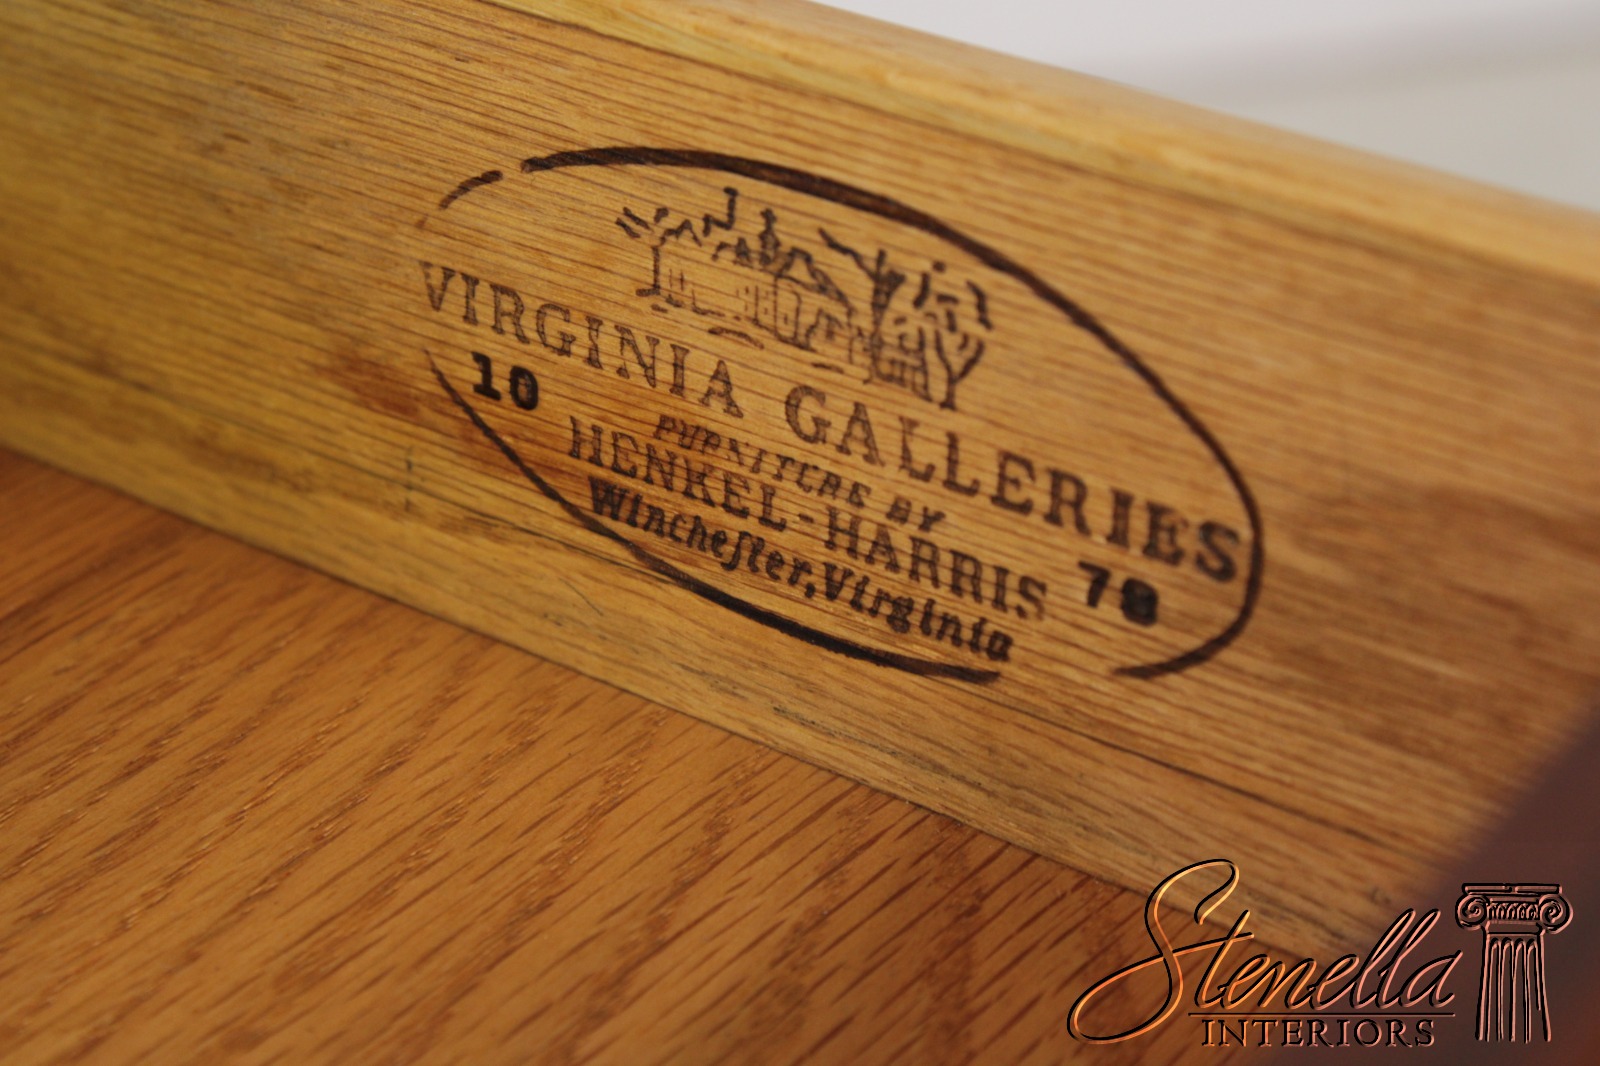 VIRGINIA GALLERIES
10
FURNITURE BY
HENKEL-HARRIS
78
Wincheſter, Virginia
Stenella
INTERIORS